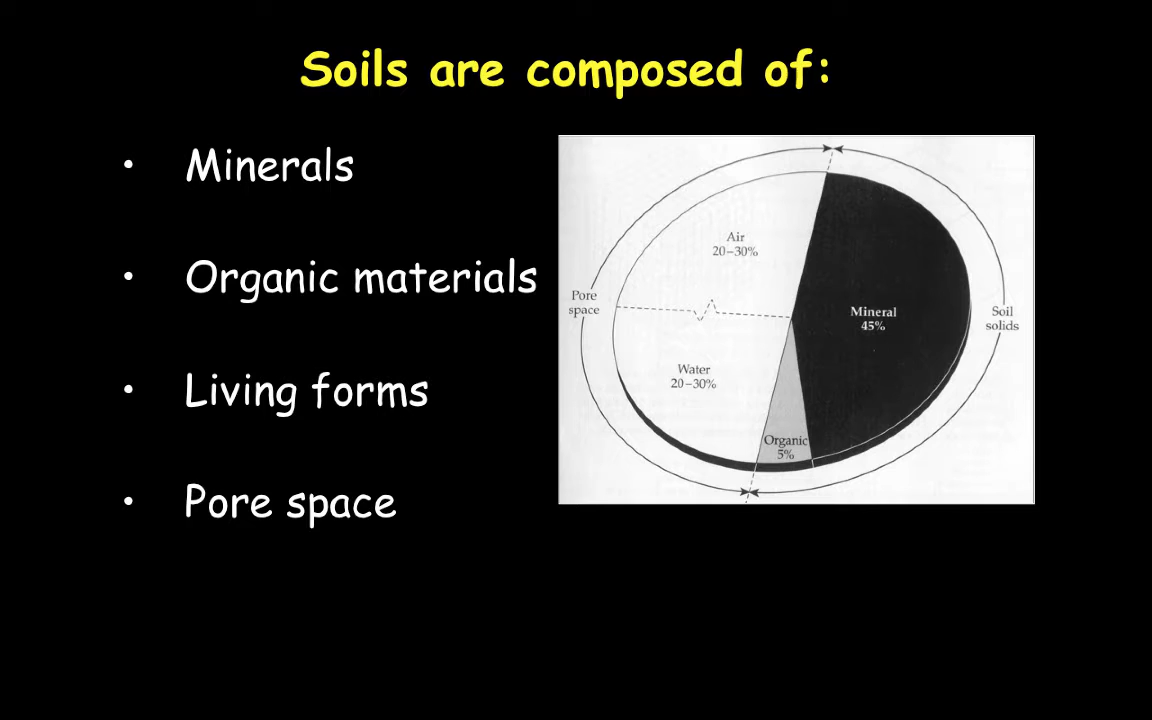 Soils are composed of:
• Minerals
• Organic materials
• Living forms
• Pore space
Air
20–30%
Pore
space
Mineral
45%
Soil
solids
Water
20–30%
Organic
5%